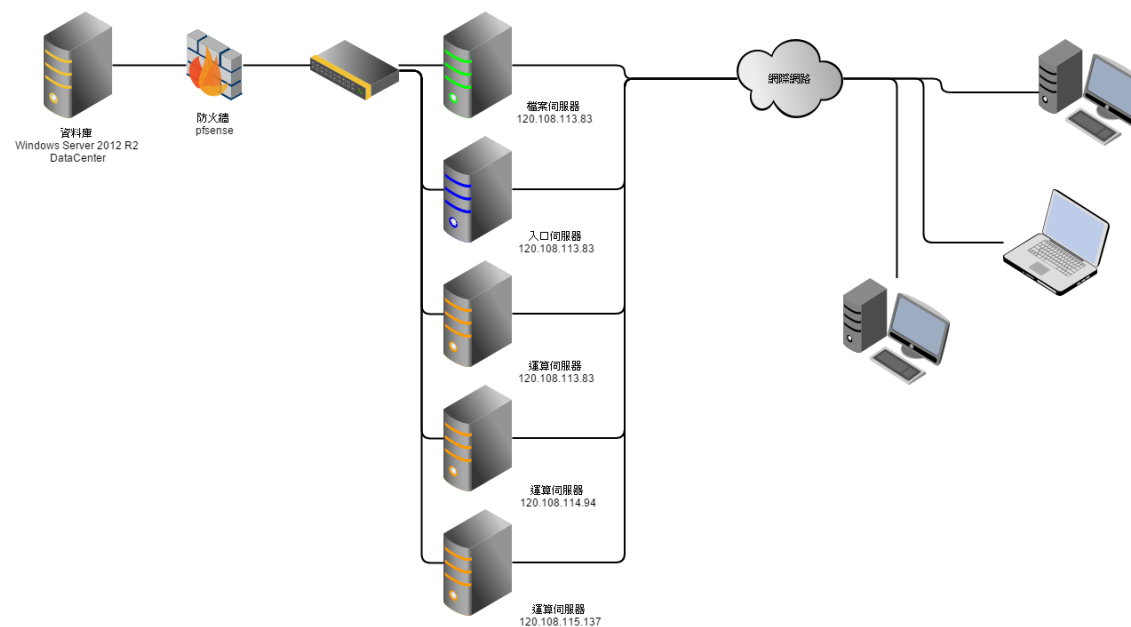 資料庫
Windows Server 2012 R2
DataCenter
防火牆
pfsense
檔案伺服器
120.108.113.83
入口伺服器
120.108.113.83
運算伺服器
120.108.113.83
運算伺服器
120.108.114.94
運算伺服器
120.108.115.137
網際網路